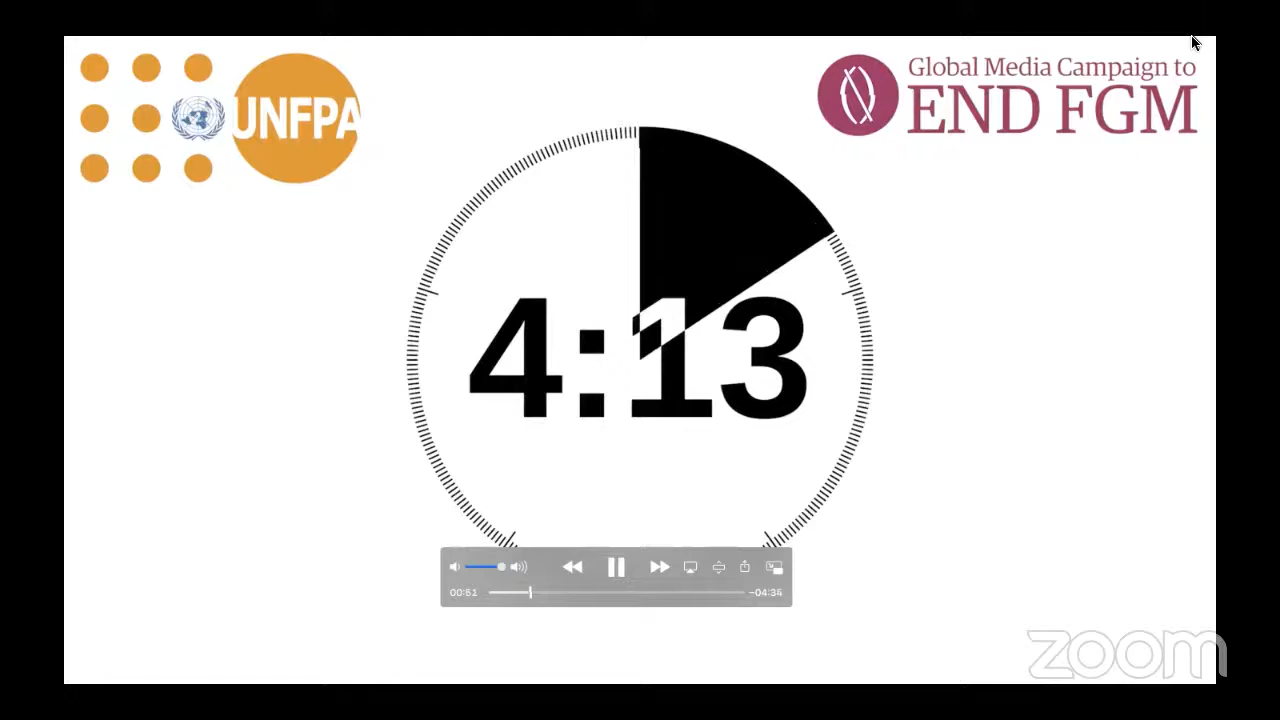 UNFPA
Global Media Campaign to
END FGM
4:13
00:51
-04:34
zoom